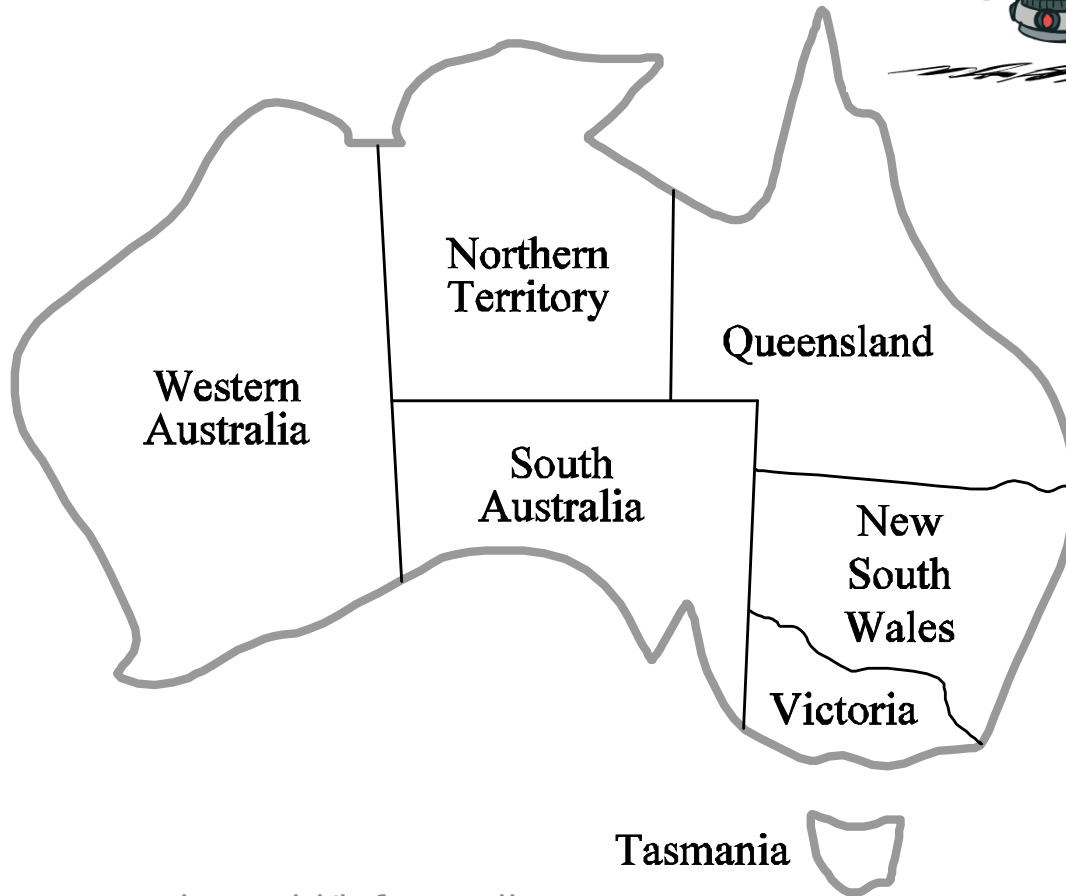 Northern
Territory
Queensland
Western
Australia
South
Australia
New
South
Wales
Victoria
Tasmania